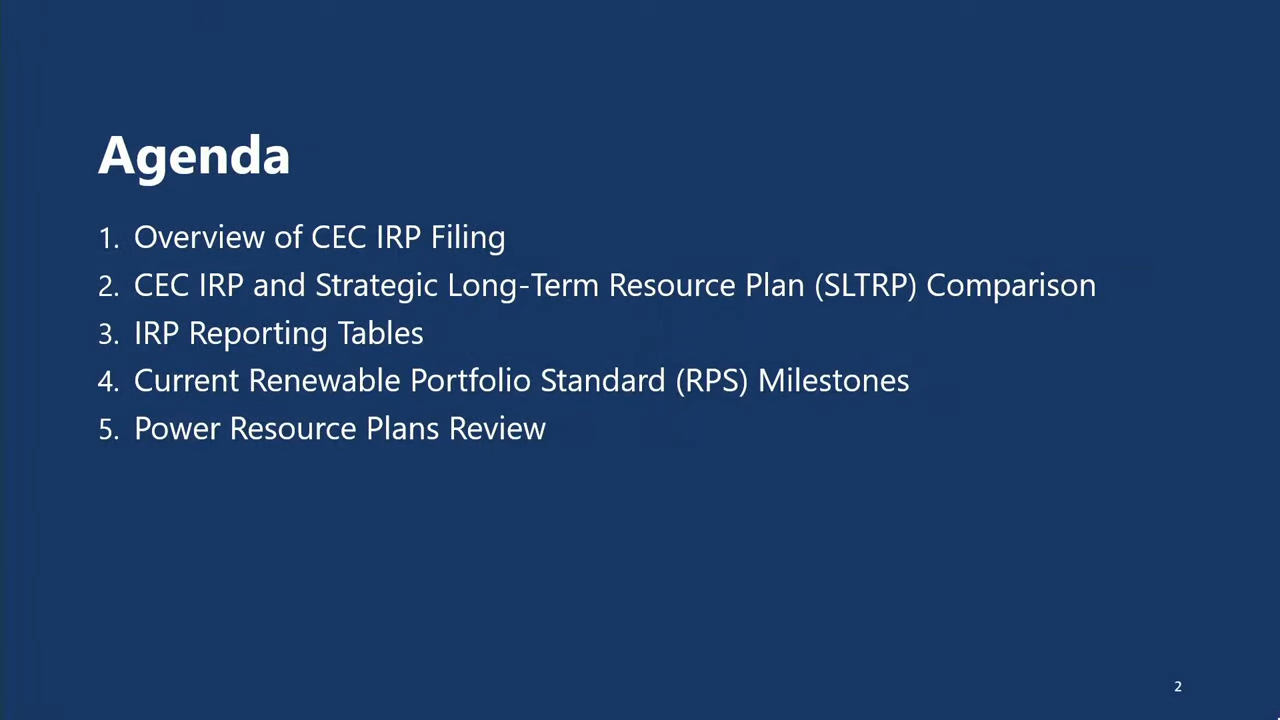 Agenda
1. Overview of CEC IRP Filing
2. CEC IRP and Strategic Long-Term Resource Plan (SLTRP) Comparison
3. IRP Reporting Tables
4. Current Renewable Portfolio Standard (RPS) Milestones
5. Power Resource Plans Review
2